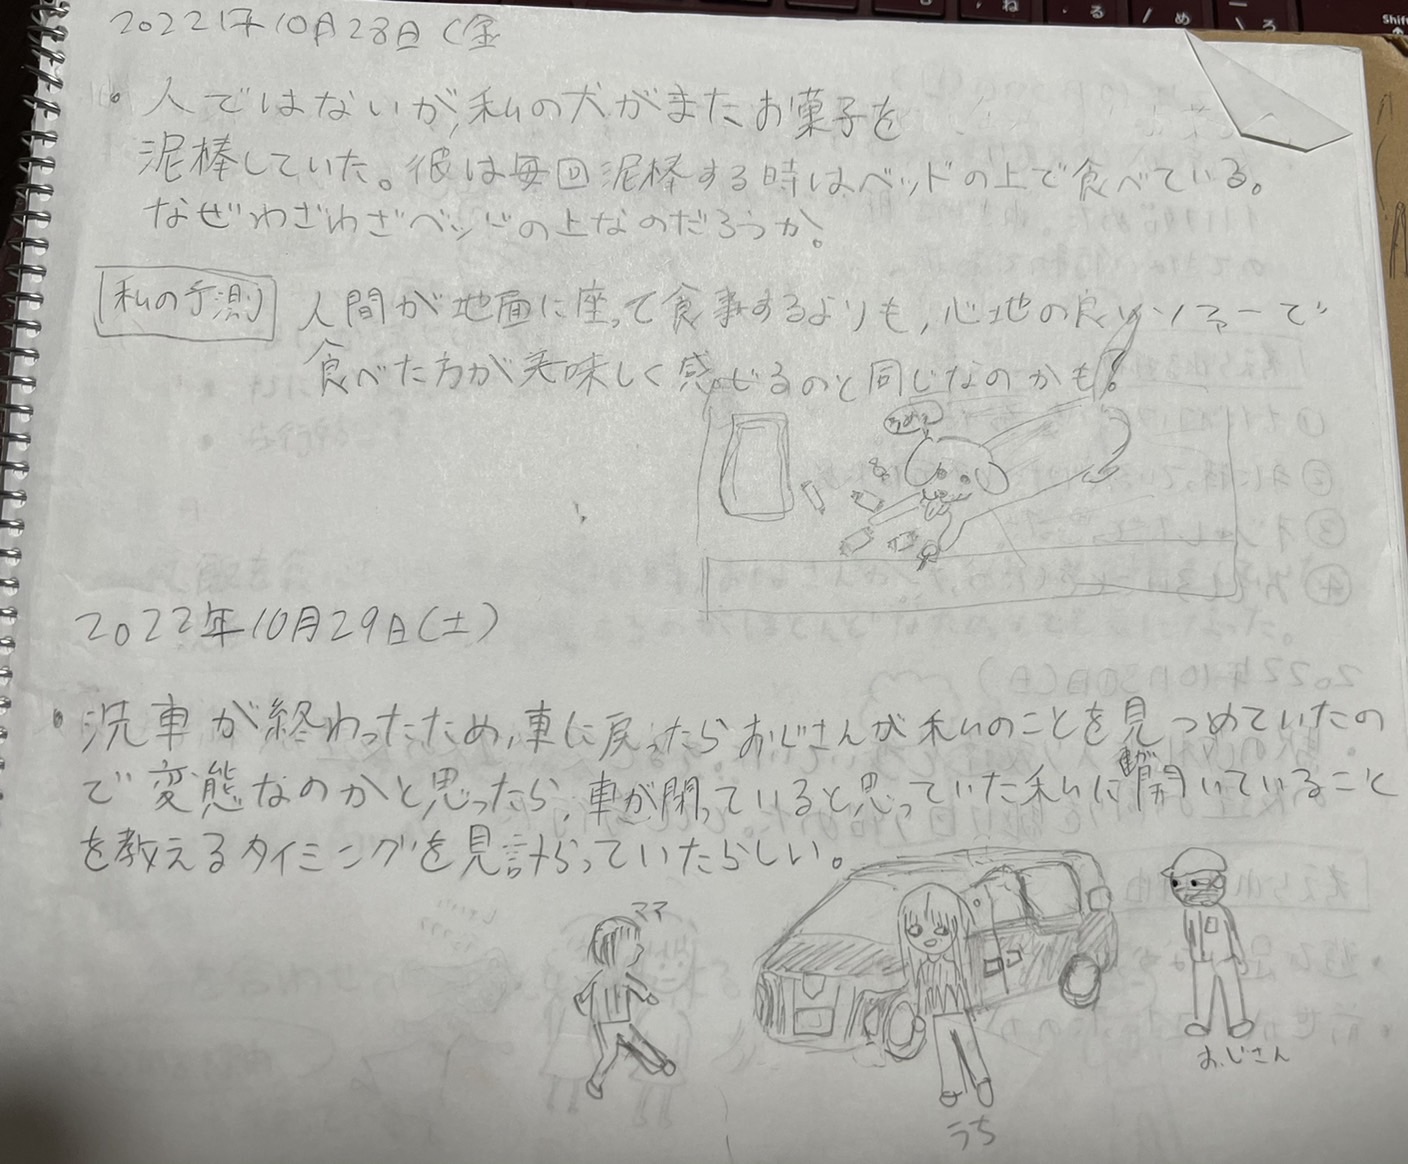 2022年10月28日(金
・人ではないが,私の犬がまたお菓子を
泥棒していた。彼は毎回泥棒する時はベッドの上で食べている。
なぜわざわざベッドの上なのだろうか。
私の予測
人間が地面に座って食事するよりも,心地の良いソファーで
食べた方が美味しく感ぜるのと同じなのかも?
うめぇ
2022年10月29日(土)
・洗車が終わったため,車に戻ったらおじさんが私のことを見つめていたの
で変態なのかと思ったら,車が閉っていると思っていた私に車が開いていること
を教えるタイミングを見計らっていたらしい。
ママ
おじさん
うち